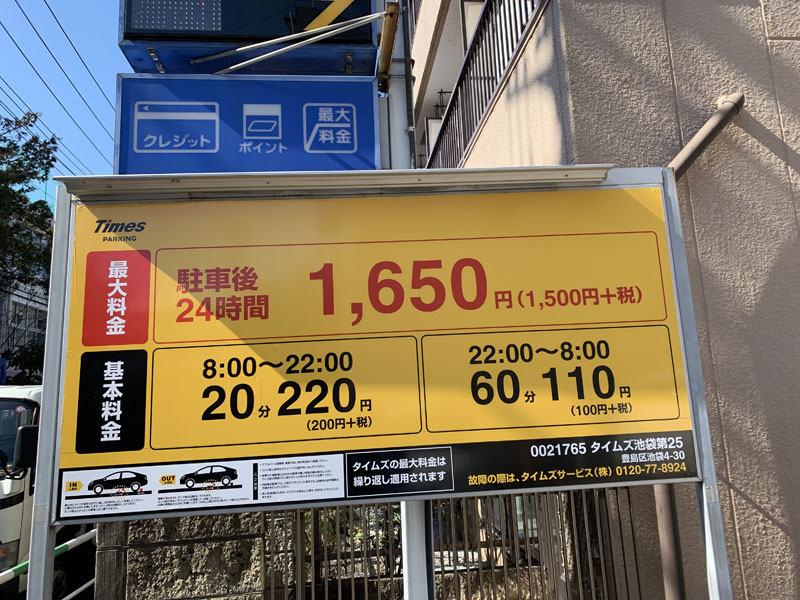 クレジット
ポイント
最大
料金
Times
PARKING
最大料金
駐車後
24時間
1,650円(1,500円+税)
基本料金
8:00〜22:00
20分 220円
(200円+税)
22:00〜8:00
60分 110円
(100円+税)
IN
OUT
タイムズの最大料金は
繰り返し適用されます
0021765 タイムズ池袋第25
豊島区池袋4-30
故障の際は、タイムズサービス(株) 0120-77-8924